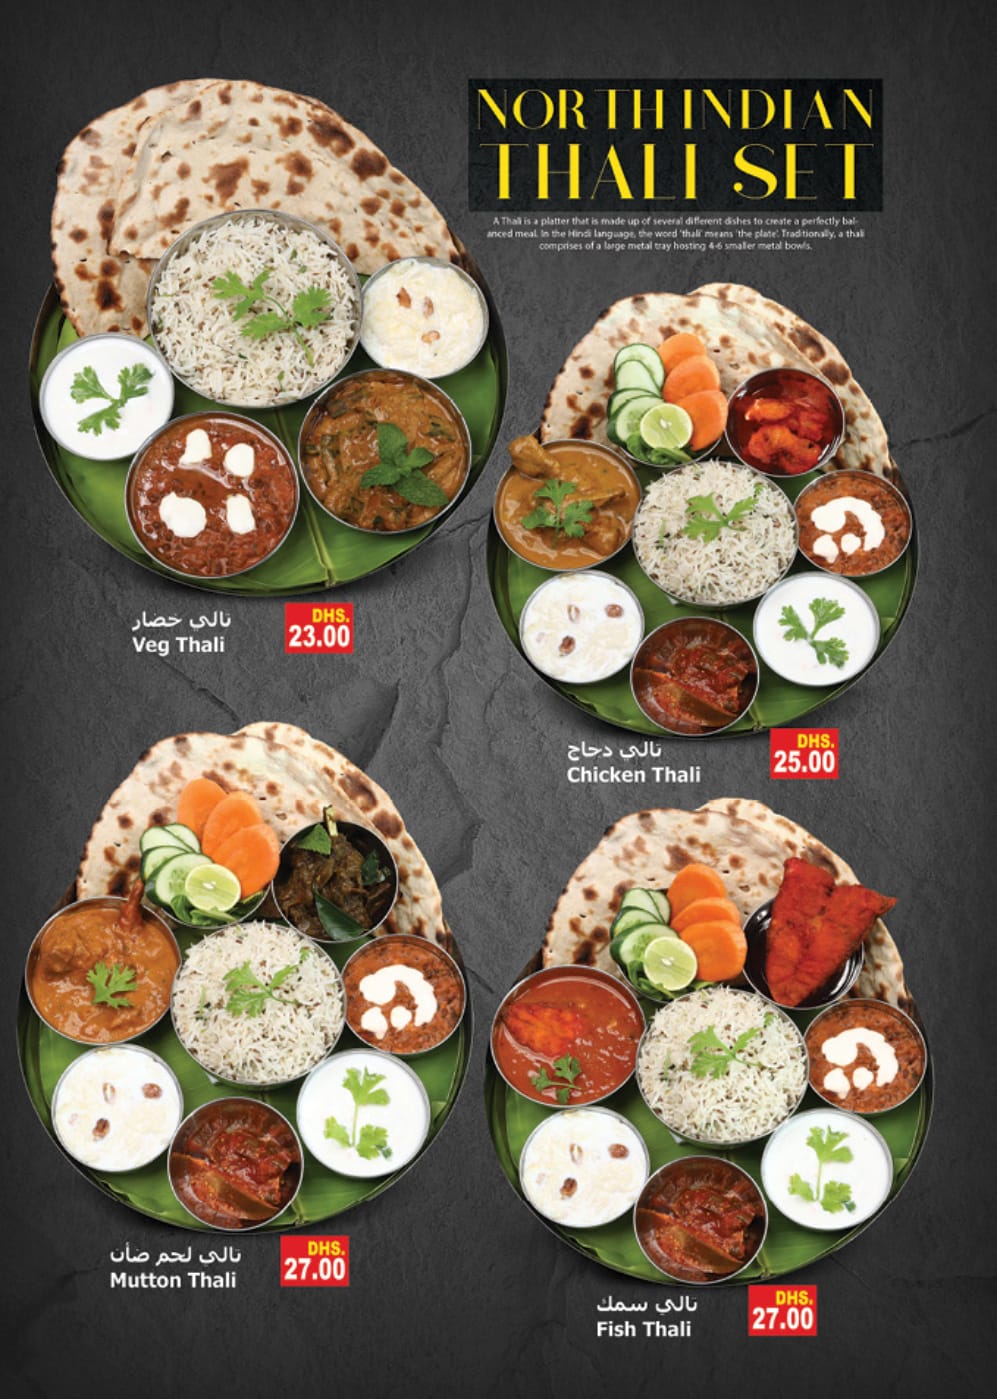 NORTH INDIAN
THALI SET
A Thali is a platter that is made up of several different dishes to create a perfectly bal-
anced meal. In the Hindi language, the word 'thali' means 'the plate'. Traditionally, a thali
comprises of a large metal tray hosting 4-6 smaller metal bowls.
تالي خضار
Veg Thali
DHS.
23.00
تالي دجاج
Chicken Thali
DHS.
25.00
تالي لحم ضأن
Mutton Thali
DHS.
27.00
تالي سمك
Fish Thali
DHS.
27.00